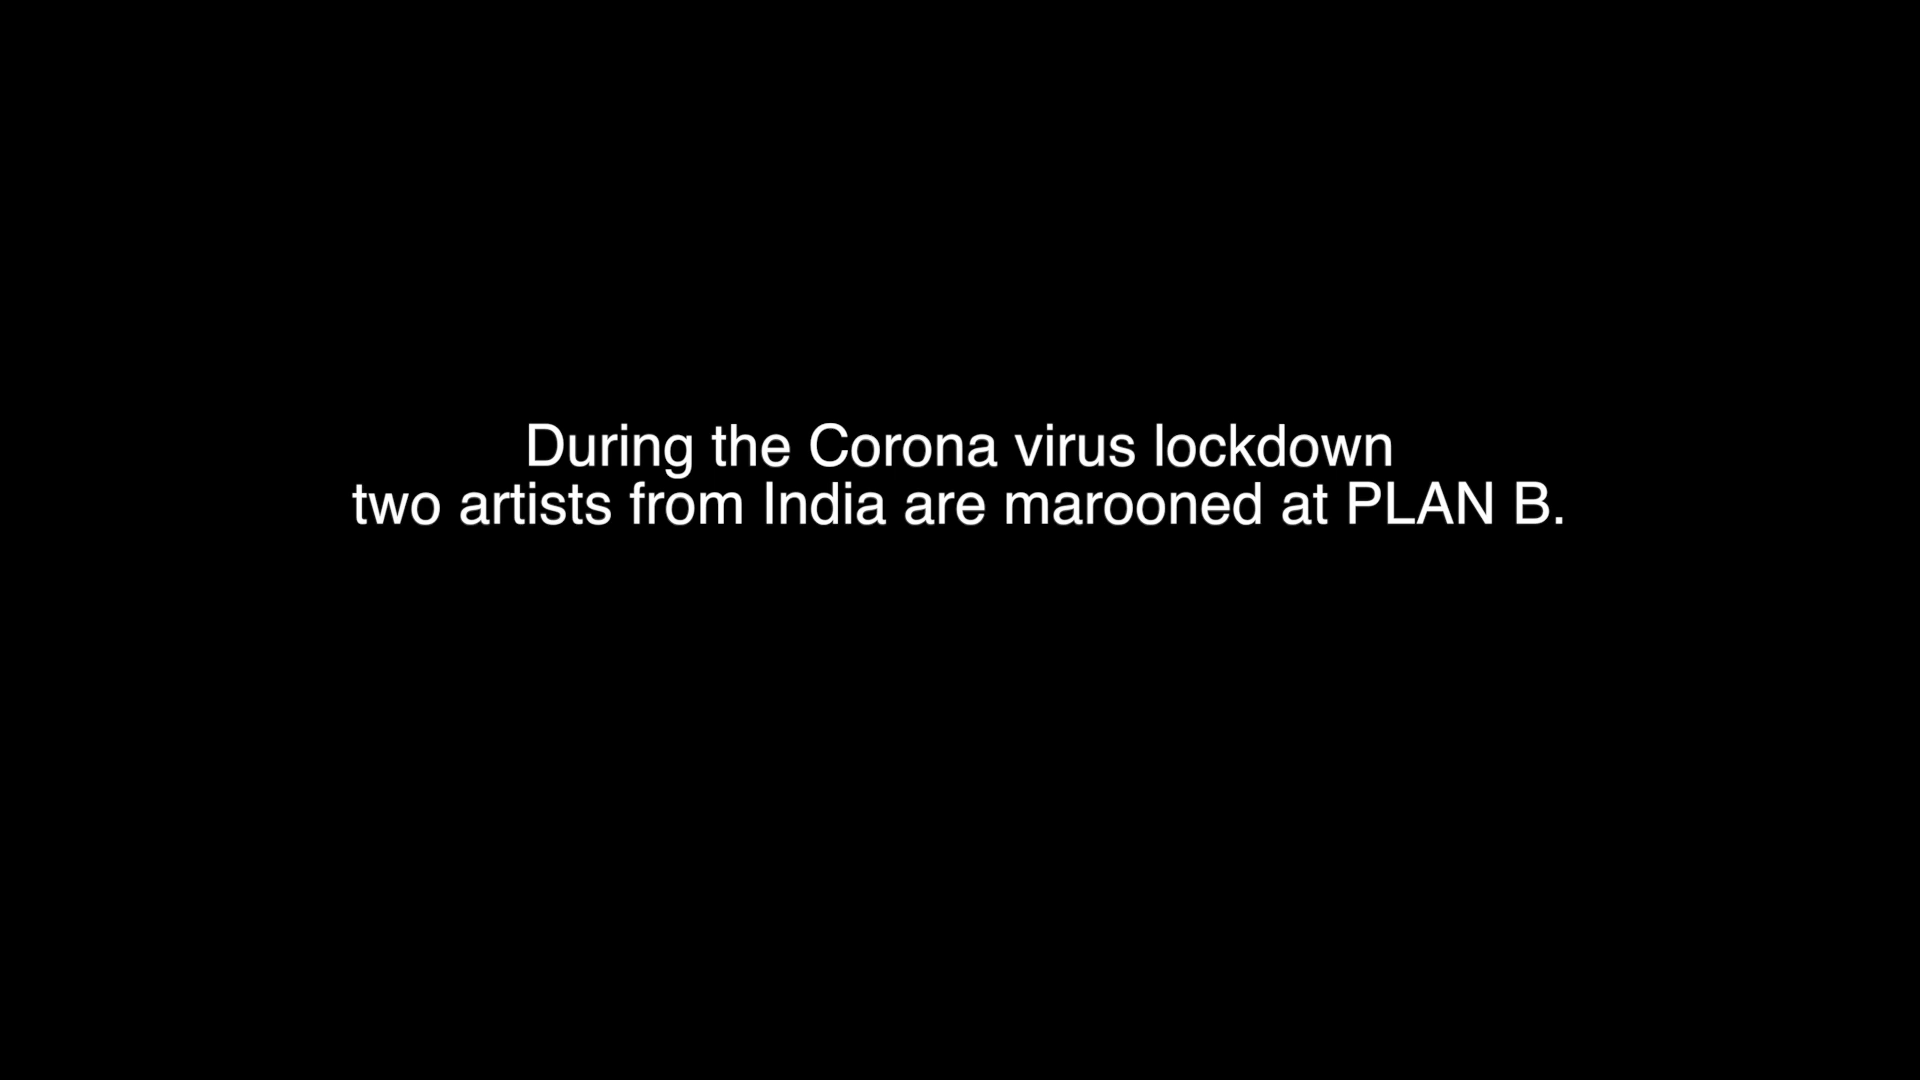 During the Corona virus lockdown
two artists from India are marooned at PLAN B.